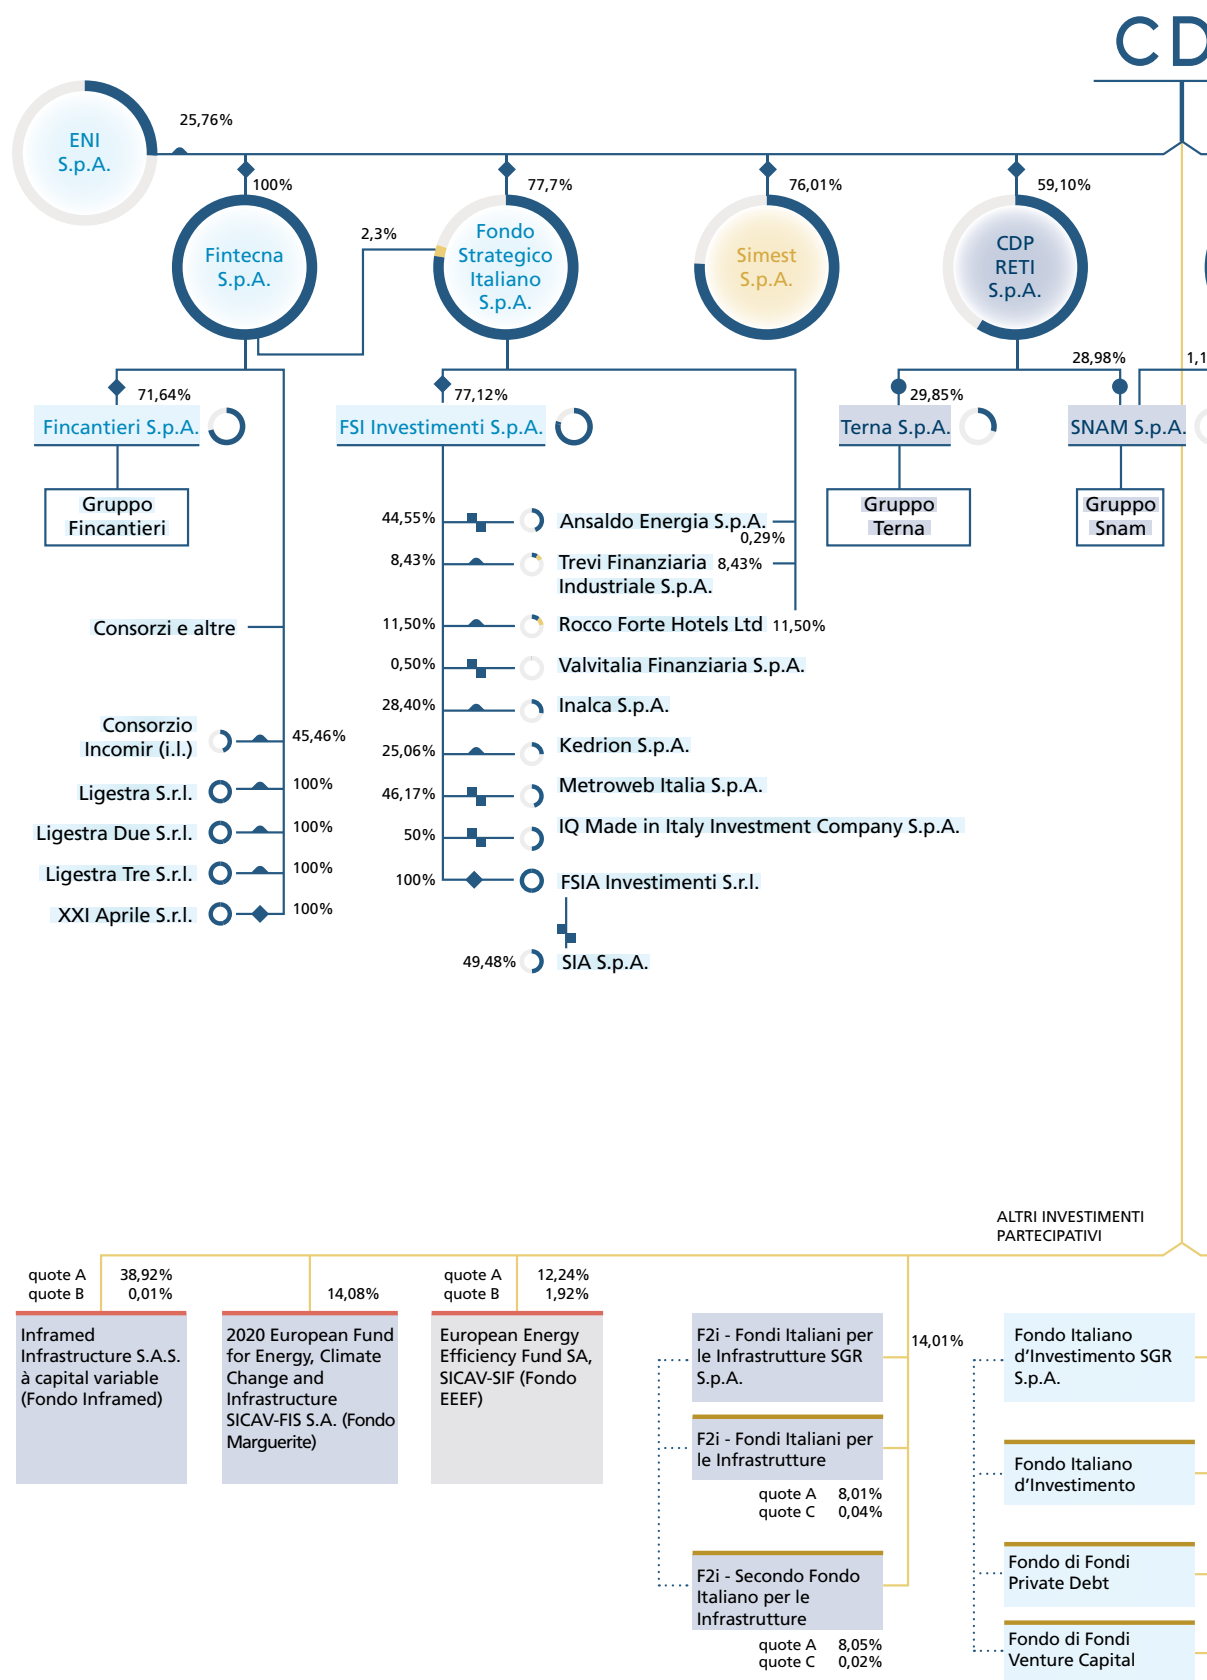 CD
ENI
S.p.A.
25,76%
100%
77,7%
76,01%
59,10%
Fintecna
S.p.A.
2,3%
Fondo
Strategico
Italiano
S.p.A.
Simest
S.p.A.
CDP
RETI
S.p.A.
71,64%
Fincantieri S.p.A.
77,12%
FSI Investimenti S.p.A.
29,85%
Terna S.p.A.
28,98%
1,1
SNAM S.p.A.
Gruppo
Fincantieri
Gruppo
Terna
Gruppo
Snam
Consorzi e altre
Consorzio
Incomir (i.l.)
45,46%
Ligestra S.r.l.
100%
Ligestra Due S.r.l.
100%
Ligestra Tre S.r.l.
100%
XXI Aprile S.r.l.
100%
44,55%
Ansaldo Energia S.p.A.
0,29%
8,43%
Trevi Finanziaria
Industriale S.p.A.
8,43%
11,50%
Rocco Forte Hotels Ltd
11,50%
0,50%
Valvitalia Finanziaria S.p.A.
28,40%
Inalca S.p.A.
25,06%
Kedrion S.p.A.
46,17%
Metroweb Italia S.p.A.
50%
IQ Made in Italy Investment Company S.p.A.
100%
FSIA Investimenti S.r.l.
49,48%
SIA S.p.A.
ALTRI INVESTIMENTI
PARTECIPATIVI
quote A 38,92%
quote B 0,01%
Inframed
Infrastructure S.A.S.
à capital variable
(Fondo Inframed)
14,08%
2020 European Fund
for Energy, Climate
Change and
Infrastructure
SICAV-FIS S.A. (Fondo
Marguerite)
quote A 12,24%
quote B 1,92%
European Energy
Efficiency Fund SA,
SICAV-SIF (Fondo
EEEF)
F2i - Fondi Italiani per
le Infrastrutture SGR
S.p.A.
14,01%
F2i - Fondi Italiani per
le Infrastrutture
quote A 8,01%
quote C 0,04%
F2i - Secondo Fondo
Italiano per le
Infrastrutture
quote A 8,05%
quote C 0,02%
Fondo Italiano
d’Investimento SGR
S.p.A.
Fondo Italiano
d’Investimento
Fondo di Fondi
Private Debt
Fondo di Fondi
Venture Capital